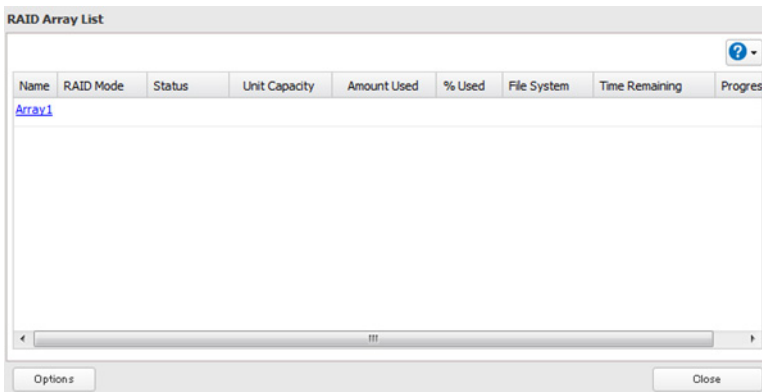 RAID Array List
?
Name RAID Mode Status Unit Capacity Amount Used % Used File System Time Remaining Progres
Array1
Options Close